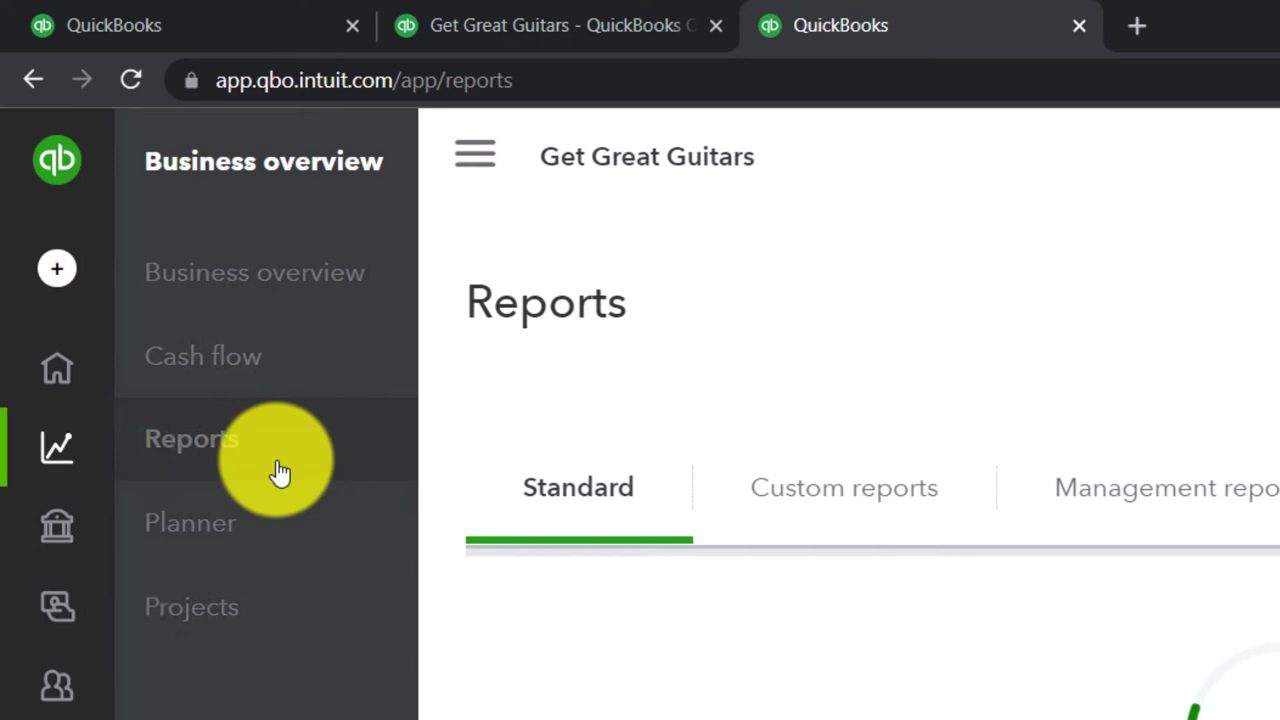 QuickBooks
Get Great Guitars - QuickBooks
QuickBooks
app.qbo.intuit.com/app/reports
qb
Business overview
Get Great Guitars
Business overview
Reports
Cash flow
Reports
Standard
Custom reports
Management repo
Planner
Projects